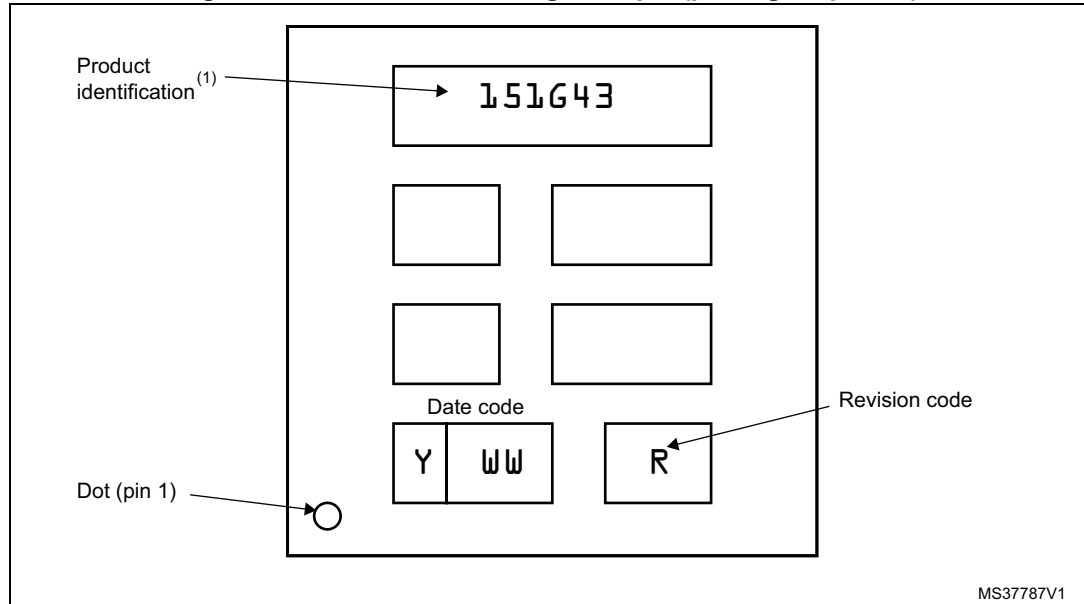 Product
identification (1)
151G43
Date code
Y WW R
Revision code
Dot (pin 1)
MS37787V1